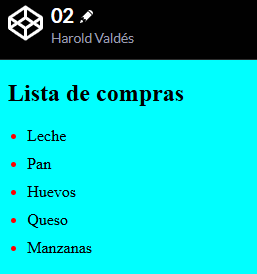 02
Harold Valdés
Lista de compras
Leche
Pan
Huevos
Queso
Manzanas